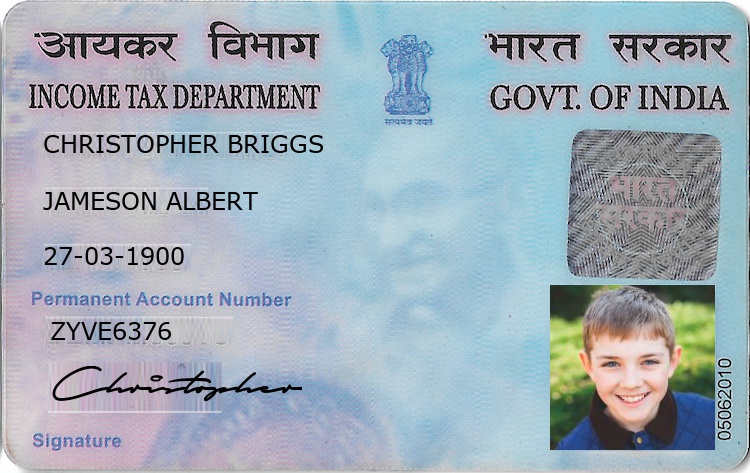 आयकर विभाग
भारत सरकार
INCOME TAX DEPARTMENT
GOVT. OF INDIA
सत्यमेव जयते
CHRISTOPHER BRIGGS
भारत
सरकार
JAMESON ALBERT
27-03-1900
Permanent Account Number
ZYVE6376
Christopher
Signature
05062010